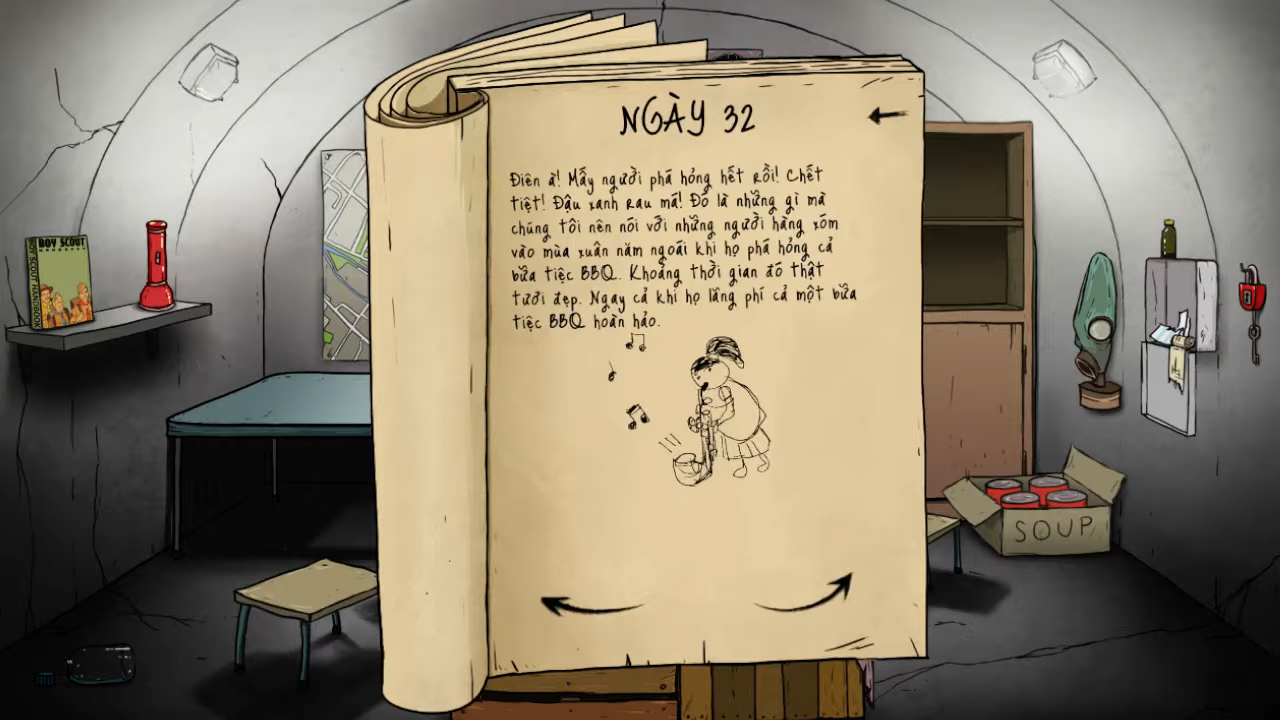 NGÀY 32
Điên à! Mấy người phá hỏng hết rồi! Chết
tiệt! Đậu xanh rau má! Đó là những gì mà
chúng tôi nên nói với những người hàng xóm
vào mùa xuân năm ngoái khi họ phá hỏng cả
bữa tiệc BBQ. Khoảng thời gian đó thật
tươi đẹp. Ngay cả khi họ lãng phí cả một bữa
tiệc BBQ hoàn hảo.
BOY SCOUT
BOY SCOUT HANDBOOK
SOUP